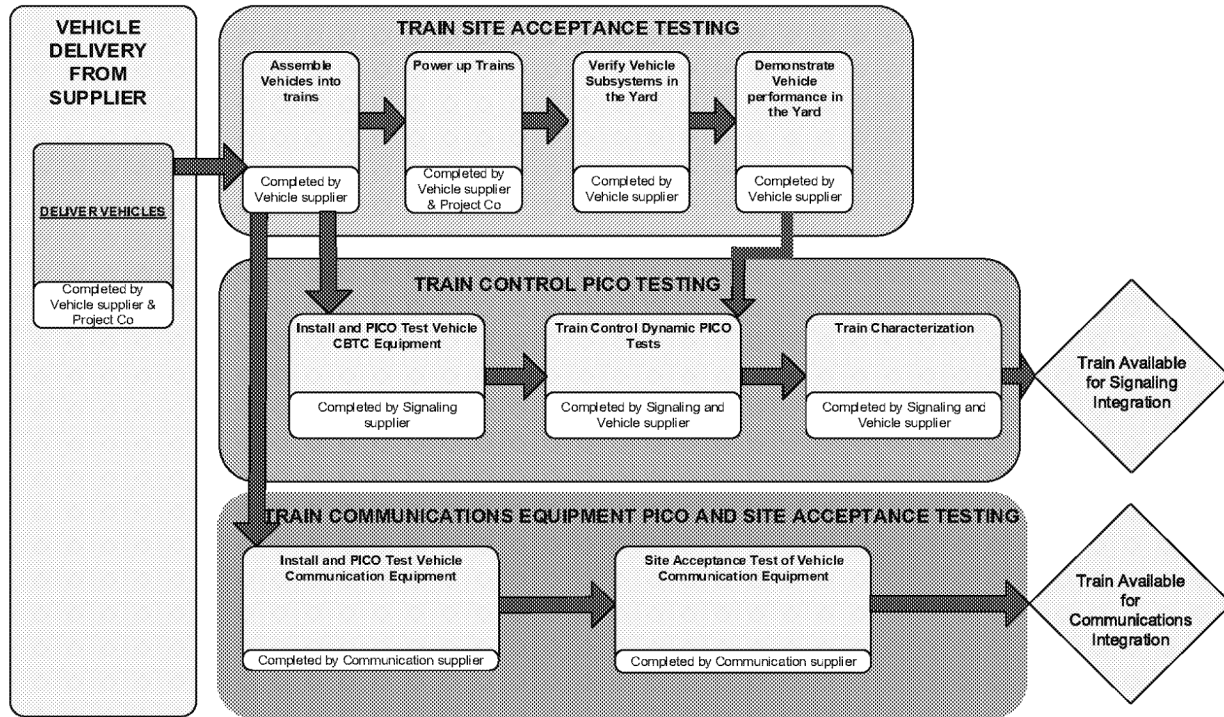 VEHICLE
DELIVERY
FROM
SUPPLIER
DELIVER VEHICLES
Completed by
Vehicle supplier &
Project Co
TRAIN SITE ACCEPTANCE TESTING
Assemble
Vehicles into
trains
Completed by
Vehicle supplier
Power up Trains
Completed by
Vehicle supplier
& Project Co
Verify Vehicle
Subsystems in
the Yard
Completed by
Vehicle supplier
Demonstrate
Vehicle
performance in
the Yard
Completed by
Vehicle supplier
TRAIN CONTROL PICO TESTING
Install and PICO Test Vehicle
CBTC Equipment
Completed by Signaling
supplier
Train Control Dynamic PICO
Tests
Completed by Signaling and
Vehicle supplier
Train Characterization
Completed by Signaling and
Vehicle supplier
Train Available
for Signaling
Integration
TRAIN COMMUNICATIONS EQUIPMENT PICO AND SITE ACCEPTANCE TESTING
Install and PICO Test Vehicle
Communication Equipment
Completed by Communication supplier
Site Acceptance Test of Vehicle
Communication Equipment
Completed by Communication supplier
Train Available
for
Communications
Integration